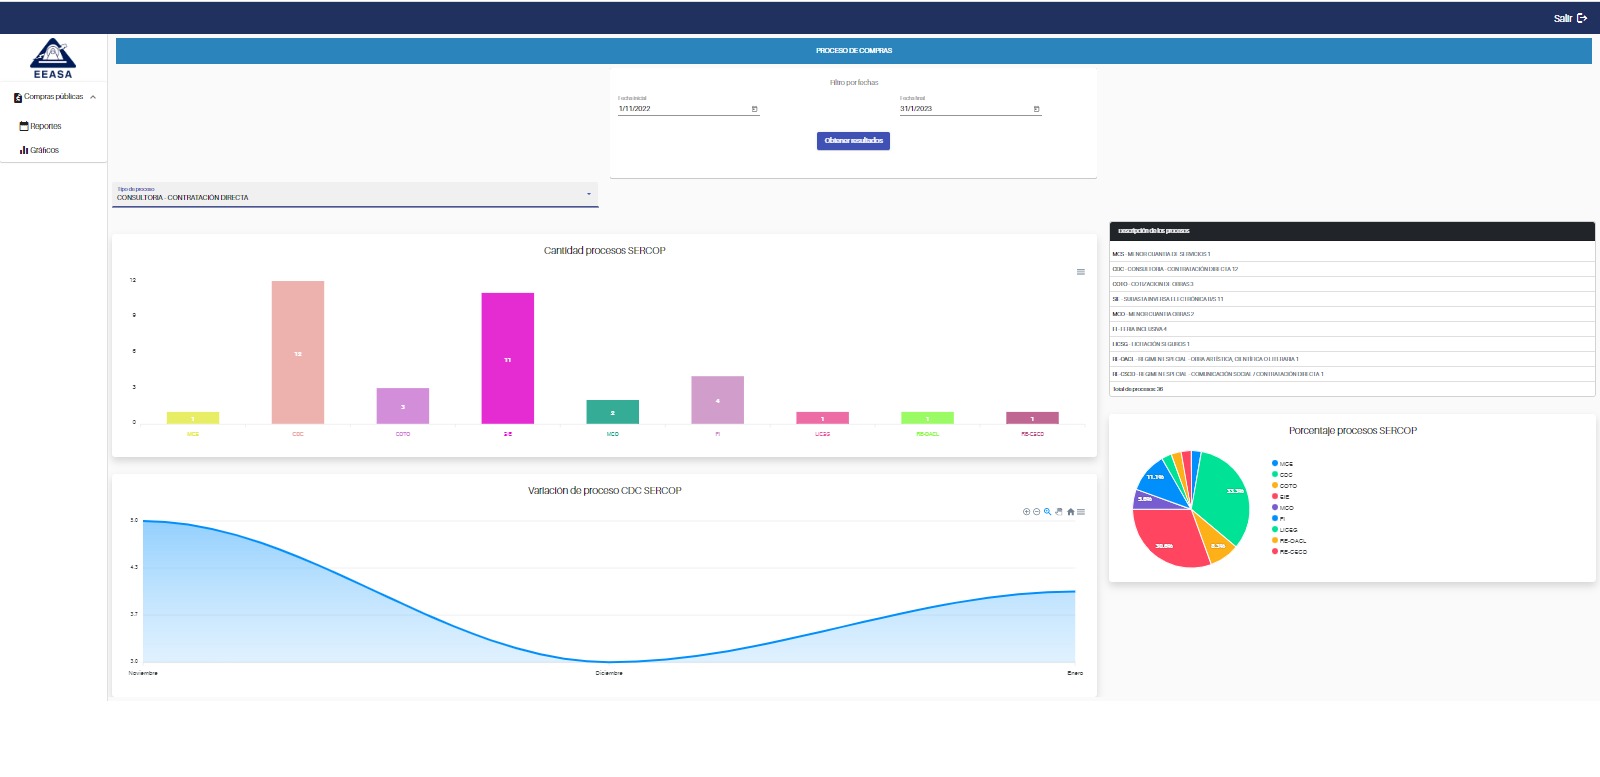 Salir
EEASA
Compras públicas
Reportes
Gráficos
PROCESO DE COMPRAS
Filtro por fechas
Fecha inicial
1/11/2022
Fecha final
31/1/2023
Obtener resultados
Tipo de proceso
CONSULTORIA - CONTRATACIÓN DIRECTA
Cantidad procesos SERCOP
12
9
6
3
0
1
12
3
11
2
4
1
1
1
MCS
CDC
COTO
SIE
MCO
FI
LICSG
RE-OACL
RE-CSCD
Variación de proceso CDC SERCOP
5.0
4.3
3.7
3.0
Noviembre
Diciembre
Enero
Descripción de los procesos
MCS - MENOR CUANTIA DE SERVICIOS 1
CDC - CONSULTORIA - CONTRATACIÓN DIRECTA 12
COTO - COTIZACION DE OBRAS 3
SIE - SUBASTA INVERSA ELECTRÓNICA B/S 11
MCO - MENOR CUANTIA OBRAS 2
FI - FERIA INCLUSIVA 4
LICSG - LICITACIÓN SEGUROS 1
RE-OACL - REGIMEN ESPECIAL - OBRA ARTÍSTICA, CIENTÍFICA O LITERARIA 1
RE-CSCD - REGIMEN ESPECIAL - COMUNICACIÓN SOCIAL / CONTRATACIÓN DIRECTA 1
Total de procesos: 36
Porcentaje procesos SERCOP
11.1%
5.6%
33.3%
30.6%
8.3%
MCS
CDC
COTO
SIE
MCO
FI
LICSG
RE-OACL
RE-CSCD